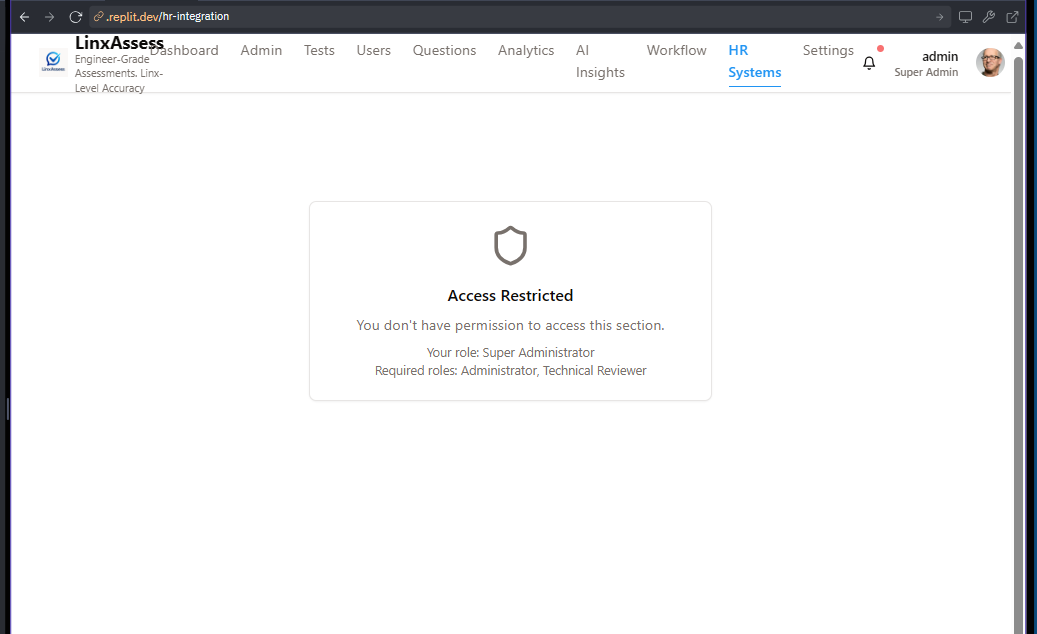 .replit.dev/hr-integration
LinxAssess
Engineer-Grade
Assessments. Linx-
Level Accuracy
Dashboard
Admin
Tests
Users
Questions
Analytics
AI
Insights
Workflow
HR
Systems
Settings
admin
Super Admin
LinxAssess
Access Restricted
You don't have permission to access this section.
Your role: Super Administrator
Required roles: Administrator, Technical Reviewer